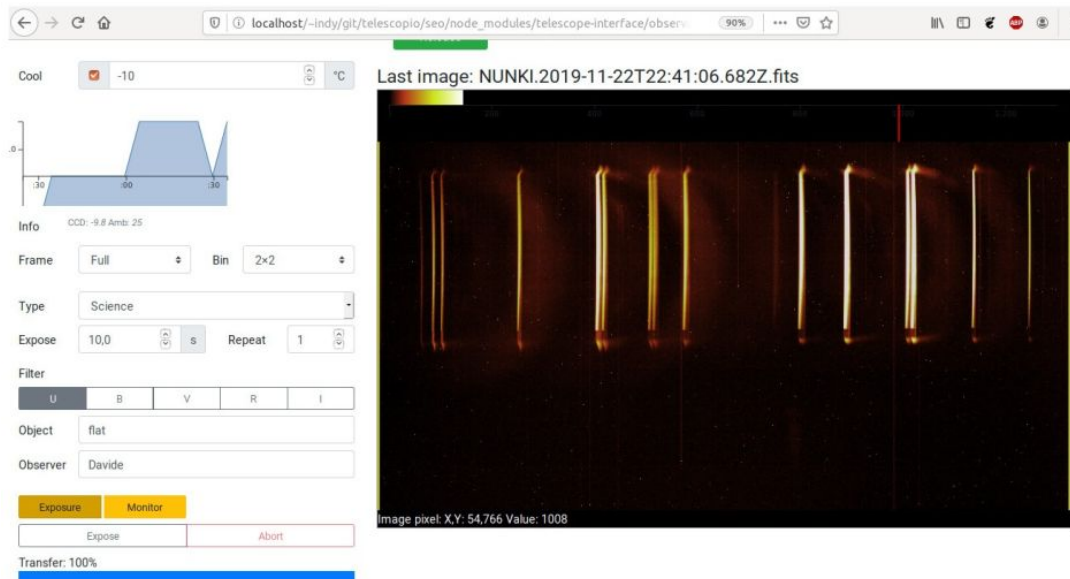 localhost/~indy/git/telescopio/seo/node_modules/telescope-interface/observ
90%
Cool
-10
°C
:30
:00
:30
Info
CCD: -9.8 Amb: 25
Frame
Full
Bin
2×2
Type
Science
Expose
10,0
s
Repeat
1
Filter
U
B
V
R
I
Object
flat
Observer
Davide
Exposure
Monitor
Expose
Abort
Transfer: 100%
Last image: NUNKI.2019-11-22T22:41:06.682Z.fits
Image pixel: X,Y: 54,766 Value: 1008